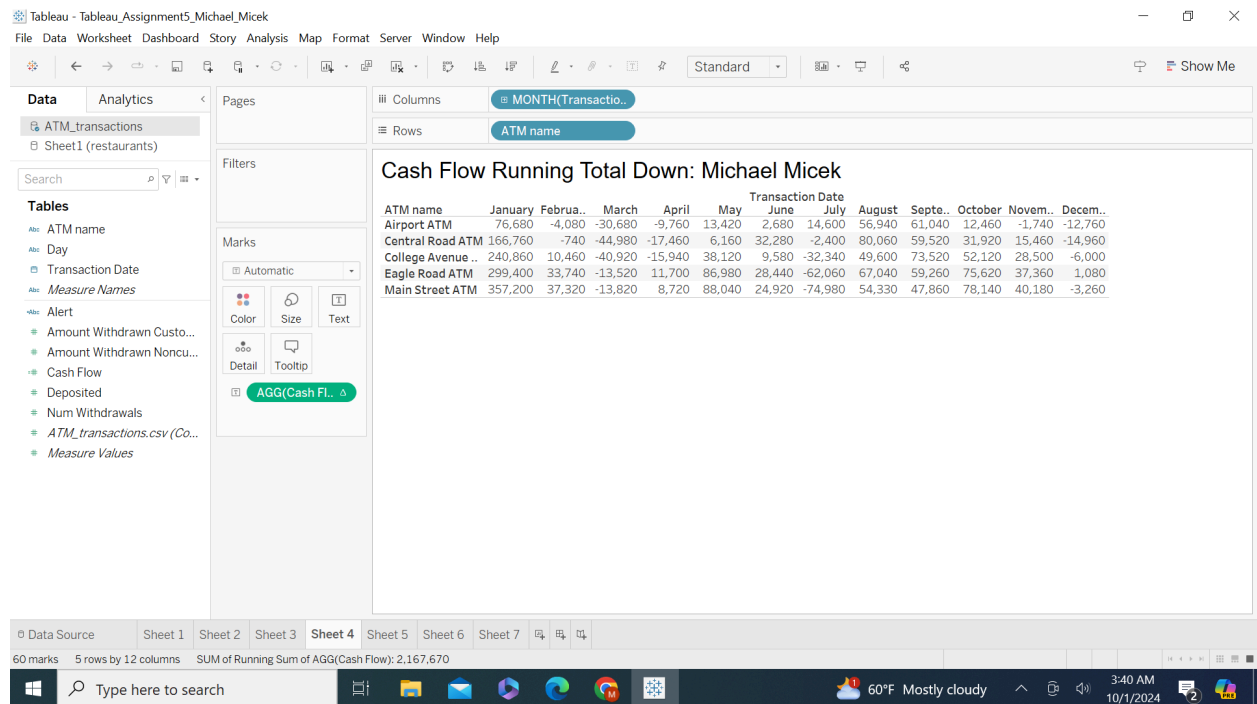 Tableau - Tableau_Assignment5_Michael_Micek
File Data Worksheet Dashboard Story Analysis Map Format Server Window Help
Standard
Show Me
Data Analytics
ATM_transactions
Sheet1 (restaurants)
Search
Tables
Abc ATM name
Abc Day
Transaction Date
Abc Measure Names
=Abc Alert
# Amount Withdrawn Custo...
# Amount Withdrawn Noncu...
=# Cash Flow
# Deposited
# Num Withdrawals
# ATM_transactions.csv (Co...
# Measure Values
Pages
Filters
Marks
Automatic
Color Size Text
Detail Tooltip
AGG(Cash Fl..
Columns MONTH(Transactio..
Rows ATM name
Cash Flow Running Total Down: Michael Micek
Transaction Date
ATM name January Februa.. March April May June July August Septe.. October Novem.. Decem..
Airport ATM 76,680 -4,080 -30,680 -9,760 13,420 2,680 14,600 56,940 61,040 12,460 -1,740 -12,760
Central Road ATM 166,760 -740 -44,980 -17,460 6,160 32,280 -2,400 80,060 59,520 31,920 15,460 -14,960
College Avenue .. 240,860 10,460 -40,920 -15,940 38,120 9,580 -32,340 49,600 73,520 52,120 28,500 -6,000
Eagle Road ATM 299,400 33,740 -13,520 11,700 86,980 28,440 -62,060 67,040 59,260 75,620 37,360 1,080
Main Street ATM 357,200 37,320 -13,820 8,720 88,040 24,920 -74,980 54,330 47,860 78,140 40,180 -3,260
Data Source Sheet 1 Sheet 2 Sheet 3 Sheet 4 Sheet 5 Sheet 6 Sheet 7
60 marks 5 rows by 12 columns SUM of Running Sum of AGG(Cash Flow): 2,167,670
Type here to search
M
1
60°F Mostly cloudy
3:40 AM
10/1/2024
2
PRE